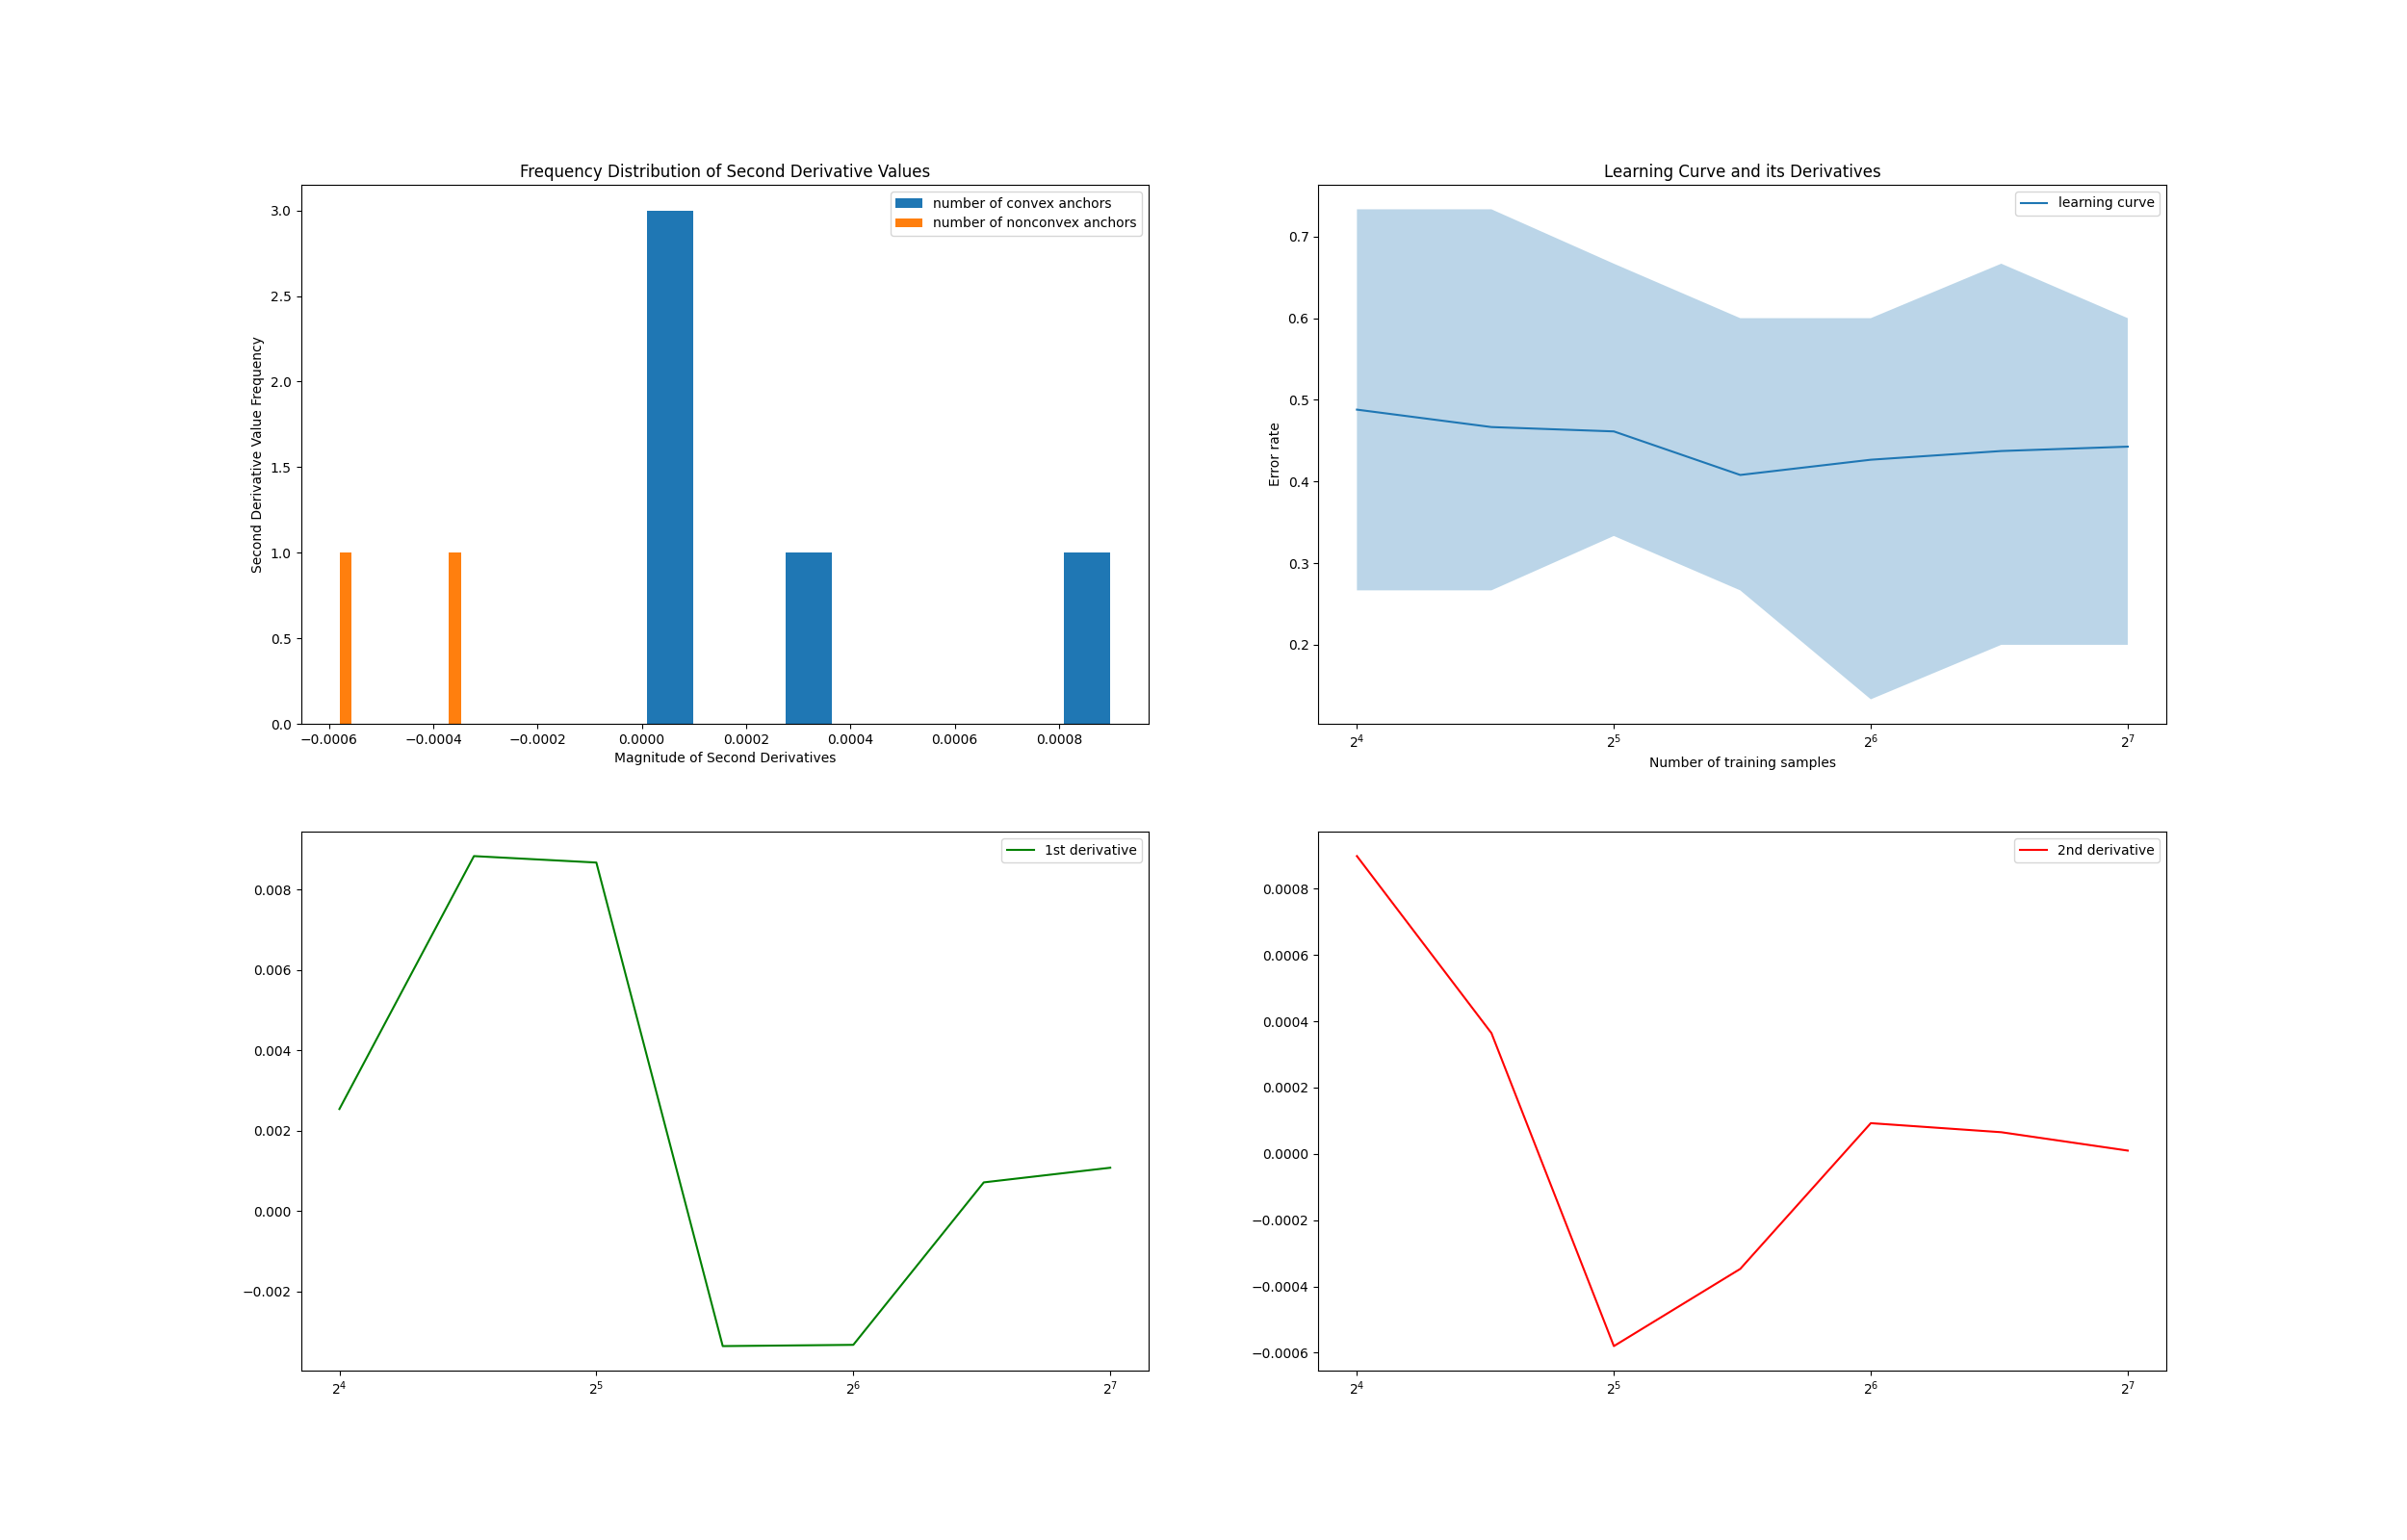 Frequency Distribution of Second Derivative Values
number of convex anchors
number of nonconvex anchors
Second Derivative Value Frequency
3.0
2.5
2.0
1.5
1.0
0.5
0.0
−0.0006 −0.0004 −0.0002 0.0000 0.0002 0.0004 0.0006 0.0008
Magnitude of Second Derivatives
Learning Curve and its Derivatives
learning curve
Error rate
0.7
0.6
0.5
0.4
0.3
0.2
2⁴ 2⁵ 2⁶ 2⁷
Number of training samples
1st derivative
0.008
0.006
0.004
0.002
0.000
−0.002
2⁴ 2⁵ 2⁶ 2⁷
2nd derivative
0.0008
0.0006
0.0004
0.0002
0.0000
−0.0002
−0.0004
−0.0006
2⁴ 2⁵ 2⁶ 2⁷